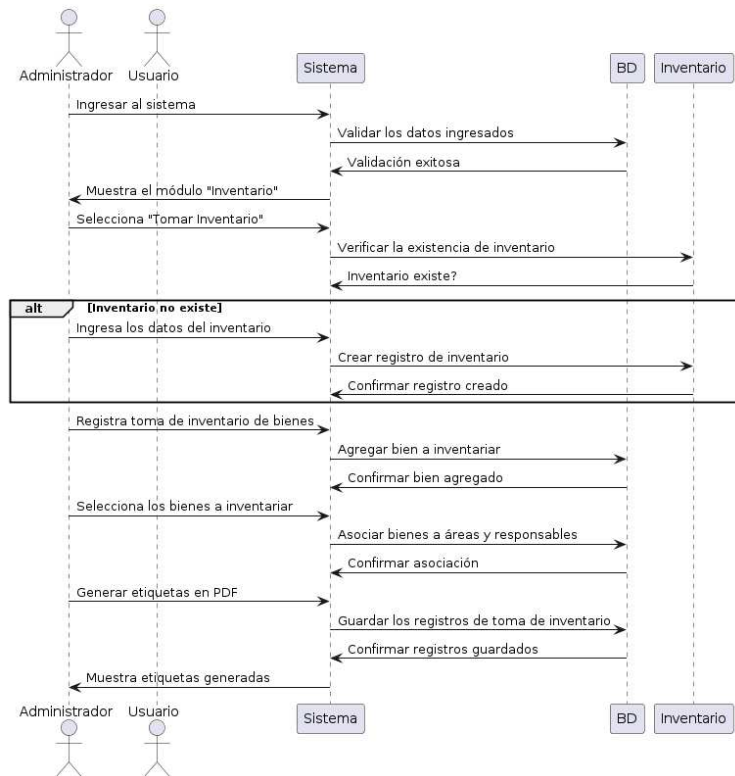 Administrador Usuario Sistema BD Inventario
Ingresar al sistema
Validar los datos ingresados
Validación exitosa
Muestra el módulo "Inventario"
Selecciona "Tomar Inventario"
Verificar la existencia de inventario
Inventario existe?
alt [Inventario no existe]
Ingresa los datos del inventario
Crear registro de inventario
Confirmar registro creado
Registra toma de inventario de bienes
Agregar bien a inventariar
Confirmar bien agregado
Selecciona los bienes a inventariar
Asociar bienes a áreas y responsables
Confirmar asociación
Generar etiquetas en PDF
Guardar los registros de toma de inventario
Confirmar registros guardados
Muestra etiquetas generadas
Administrador Usuario Sistema BD Inventario